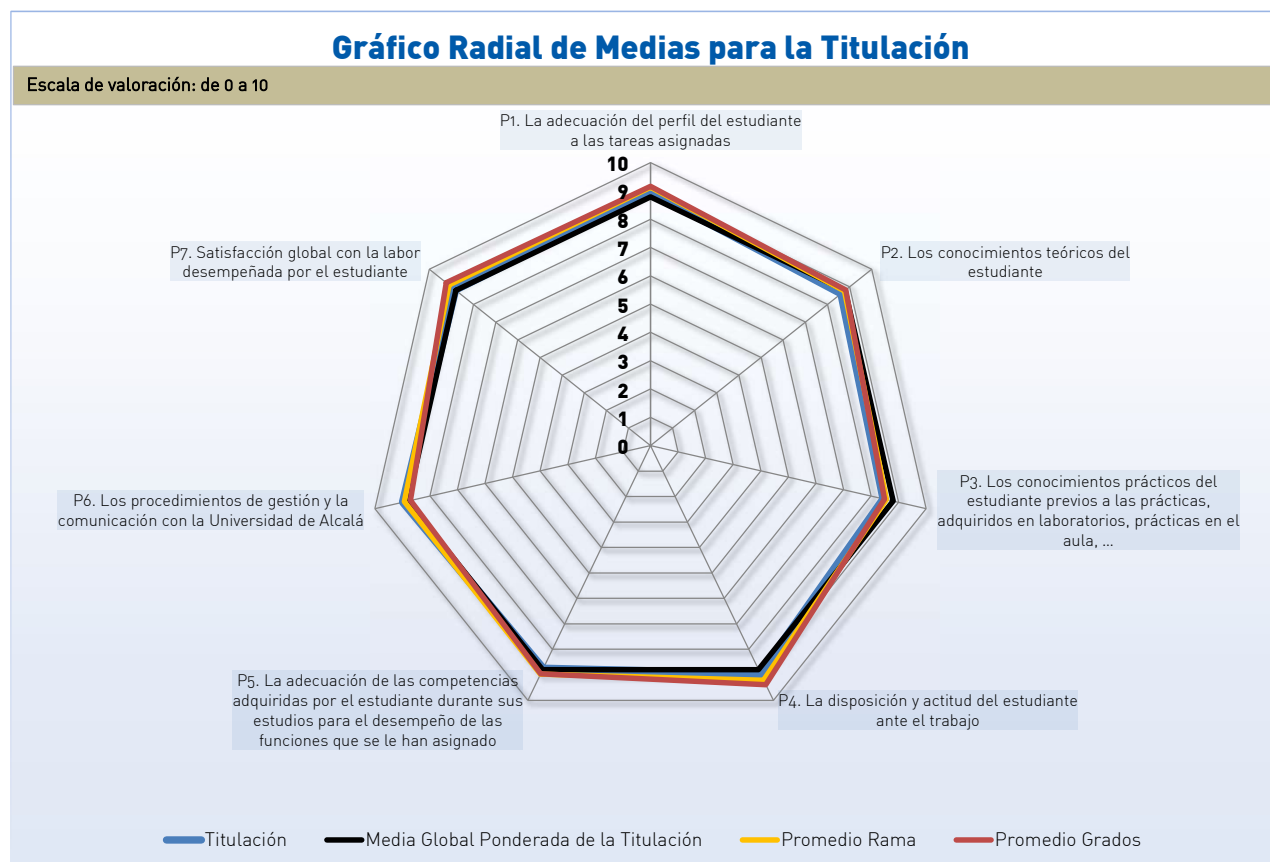 Gráfico Radial de Medias para la Titulación
Escala de valoración: de 0 a 10
P1. La adecuación del perfil del estudiante
a las tareas asignadas
10
9
8
7
6
5
4
3
2
1
0
P2. Los conocimientos teóricos del
estudiante
P3. Los conocimientos prácticos del
estudiante previos a las prácticas,
adquiridos en laboratorios, prácticas en el
aula, ...
P4. La disposición y actitud del estudiante
ante el trabajo
P5. La adecuación de las competencias
adquiridas por el estudiante durante sus
estudios para el desempeño de las
funciones que se le han asignado
P6. Los procedimientos de gestión y la
comunicación con la Universidad de Alcalá
P7. Satisfacción global con la labor
desempeñada por el estudiante
Titulación
Media Global Ponderada de la Titulación
Promedio Rama
Promedio Grados